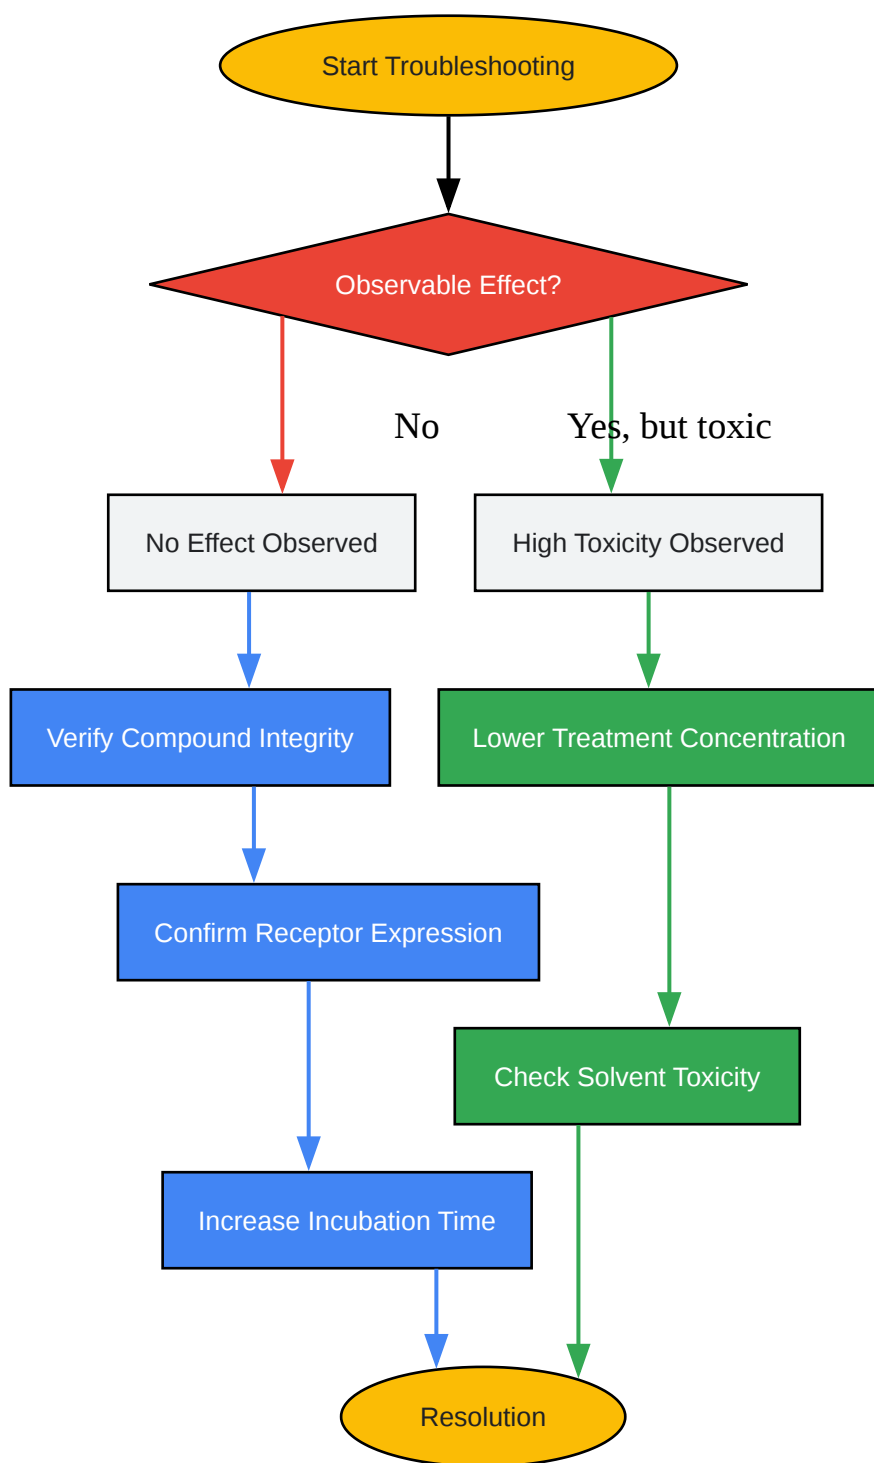 Start Troubleshooting
Observable Effect?
No
Yes, but toxic
No Effect Observed
High Toxicity Observed
Verify Compound Integrity
Lower Treatment Concentration
Confirm Receptor Expression
Check Solvent Toxicity
Increase Incubation Time
Resolution